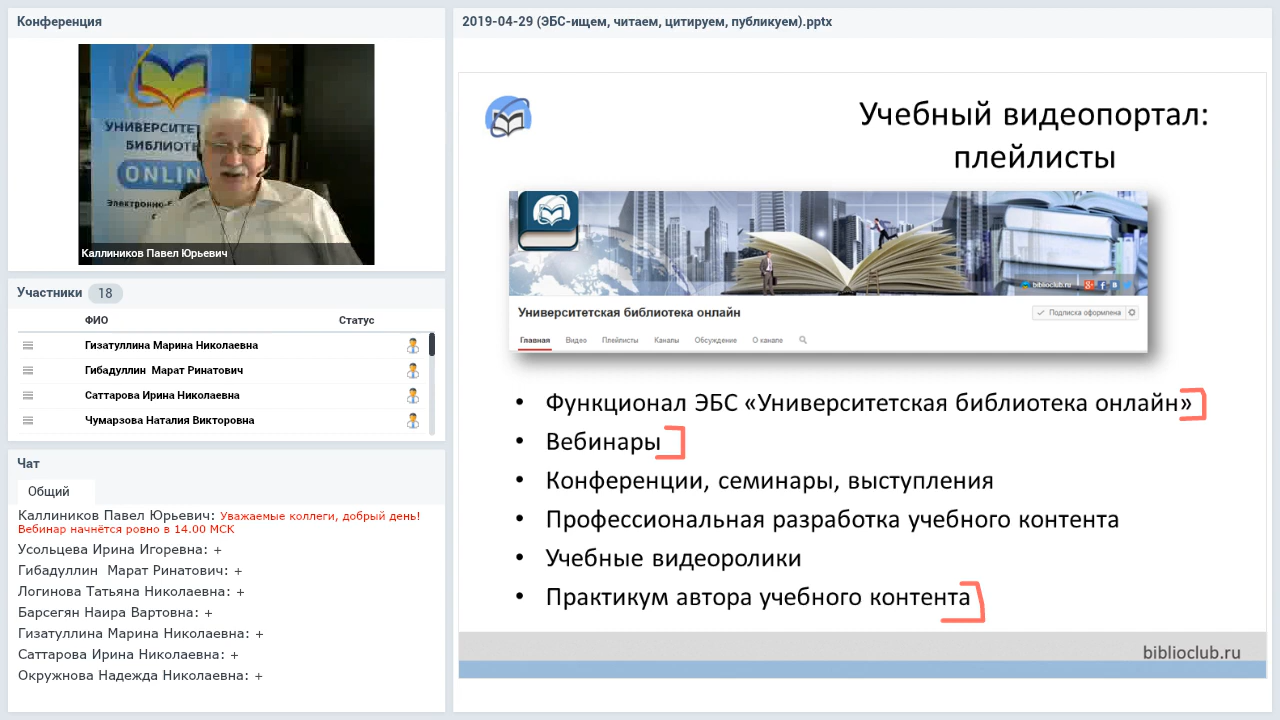 Конференция
УНИВЕРСИТЕТ
БИБЛИОТЕ
ONLIN
Электронно-б
Каллиников Павел Юрьевич
Участники 18
ФИО Статус
Гизатуллина Марина Николаевна
Гибадуллин Марат Ринатович
Саттарова Ирина Николаевна
Чумарзова Наталия Викторовна
Чат
Общий
Каллиников Павел Юрьевич: Уважаемые коллеги, добрый день!
Вебинар начнётся ровно в 14.00 МСК
Усольцева Ирина Игоревна: +
Гибадуллин Марат Ринатович: +
Логинова Татьяна Николаевна: +
Барсегян Наира Вартовна: +
Гизатуллина Марина Николаевна: +
Саттарова Ирина Николаевна: +
Окружнова Надежда Николаевна: +
2019-04-29 (ЭБС-ищем, читаем, цитируем, публикуем).pptx
Учебный видеопортал:
плейлисты
biblioclub.ru
Университетская библиотека онлайн
Подписка оформлена
Главная Видео Плейлисты Каналы Обсуждение О канале
• Функционал ЭБС «Университетская библиотека онлайн»
• Вебинары
• Конференции, семинары, выступления
• Профессиональная разработка учебного контента
• Учебные видеоролики
• Практикум автора учебного контента
biblioclub.ru